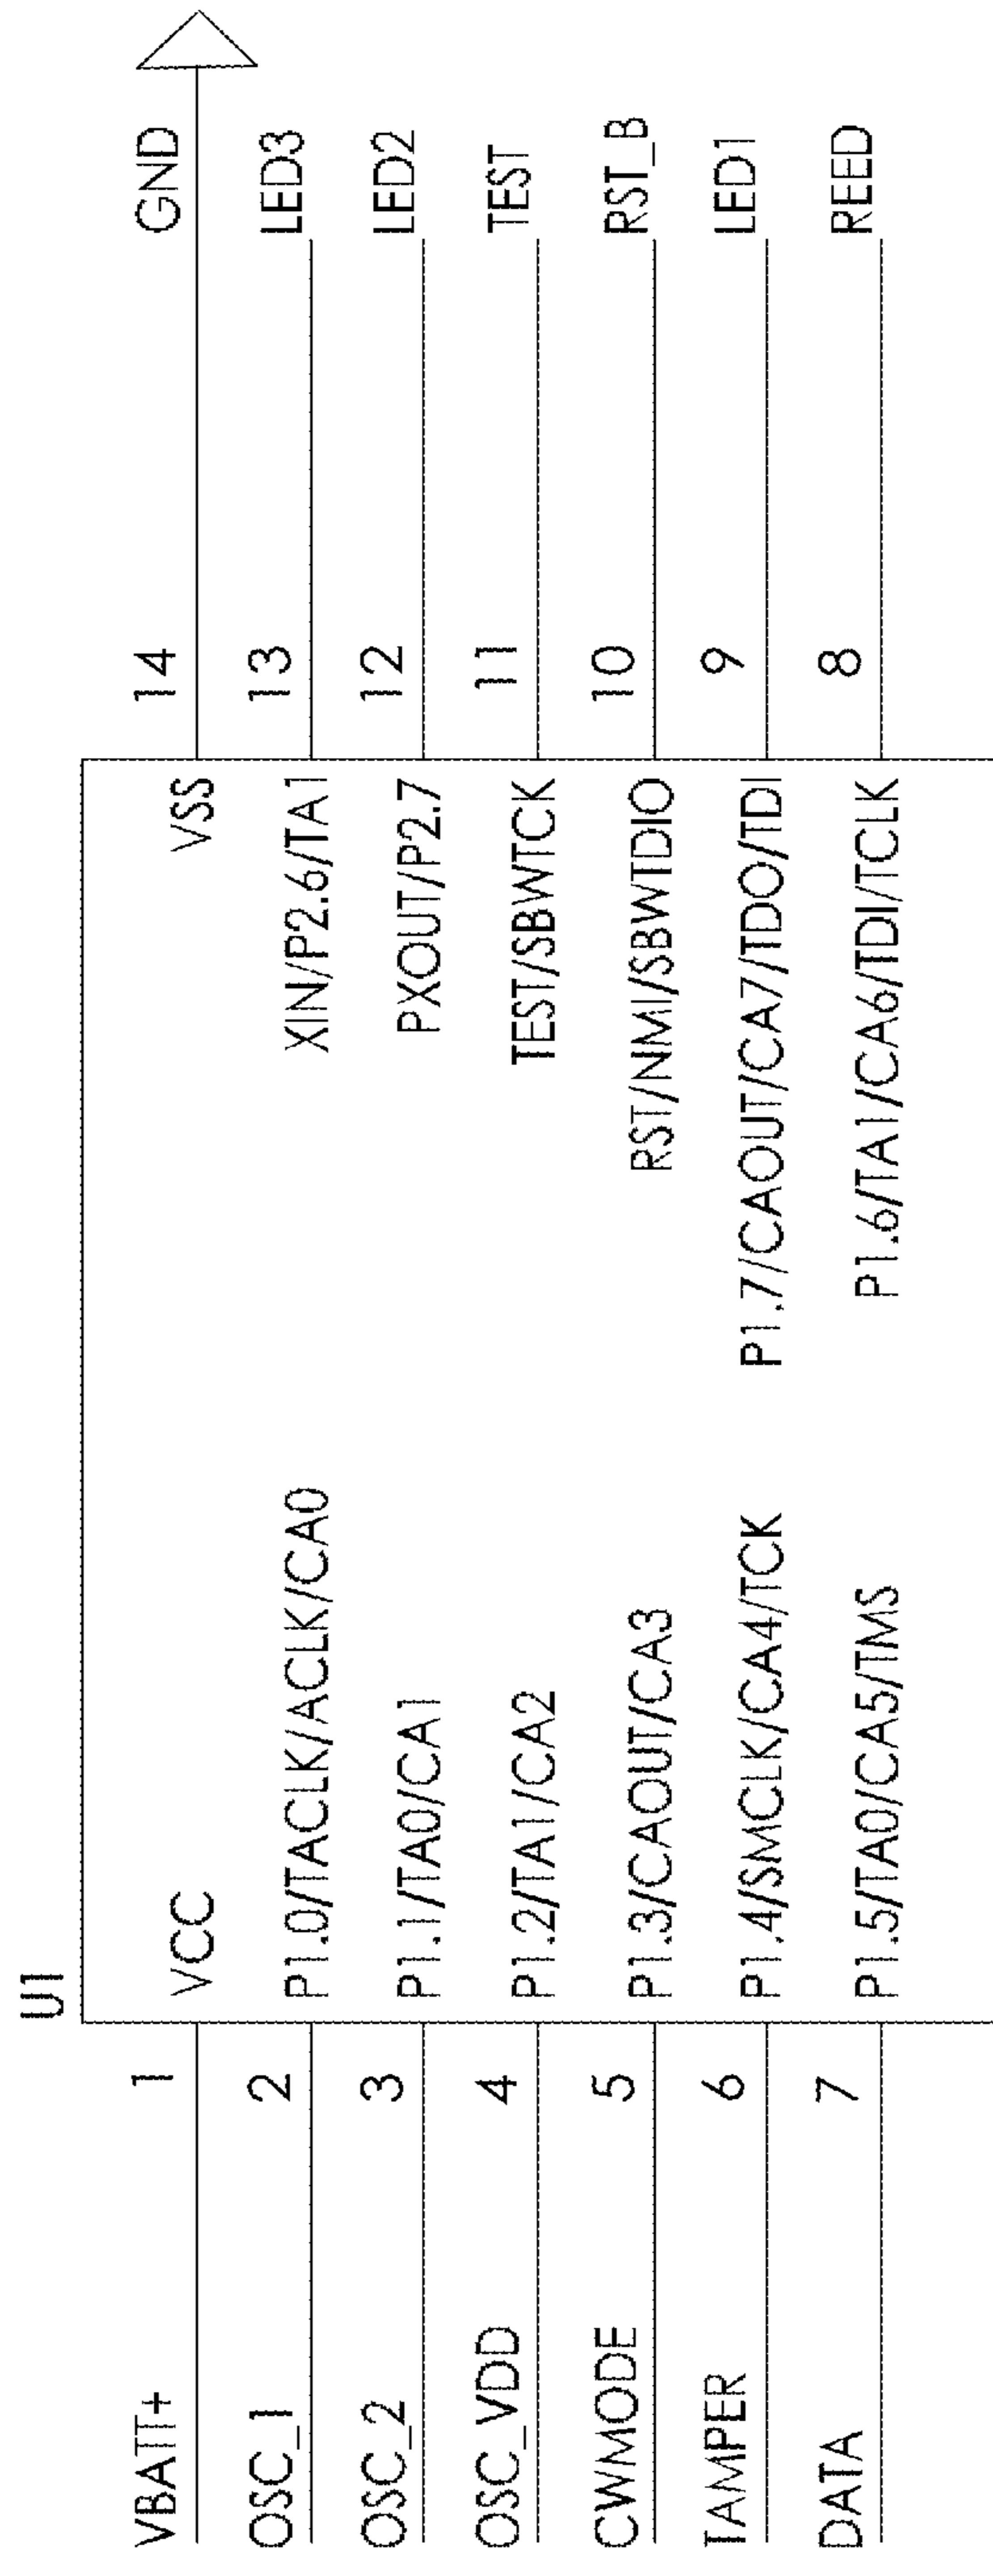 U1
VBATT+ 1 VCC VSS 14 GND
OSC_1 2 P1.0/TACLK/ACLK/CA0 XIN/P2.6/TA1 13 LED3
OSC_2 3 P1.1/TA0/CA1 PXOUT/P2.7 12 LED2
OSC_VDD 4 P1.2/TA1/CA2 TEST/SBWTCK 11 TEST
CWMODE 5 P1.3/CAOUT/CA3 RST/NMI/SBWTDIO 10 RST_B
TAMPER 6 P1.4/SMCLK/CA4/TCK P1.7/CAOUT/CA7/TDO/TDI 9 LED1
DATA 7 P1.5/TA0/CA5/TMS P1.6/TA1/CA6/TDI/TCLK 8 REED